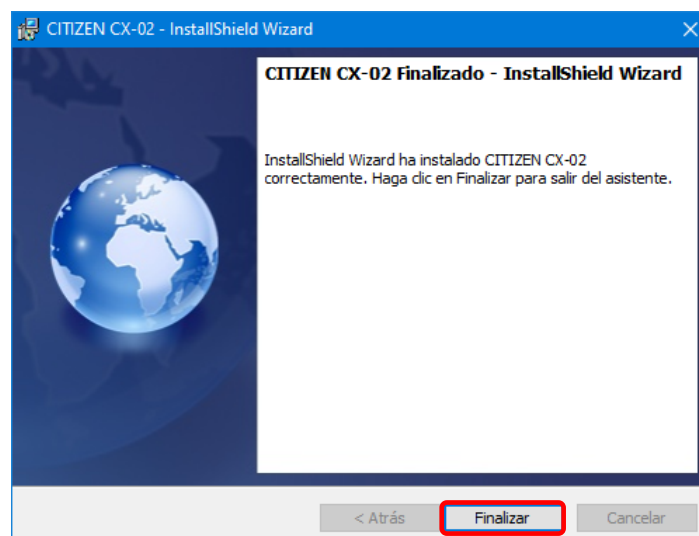 CITIZEN CX-02 - InstallShield Wizard
CITIZEN CX-02 Finalizado - InstallShield Wizard
InstallShield Wizard ha instalado CITIZEN CX-02
correctamente. Haga clic en Finalizar para salir del asistente.
< Atrás Finalizar Cancelar